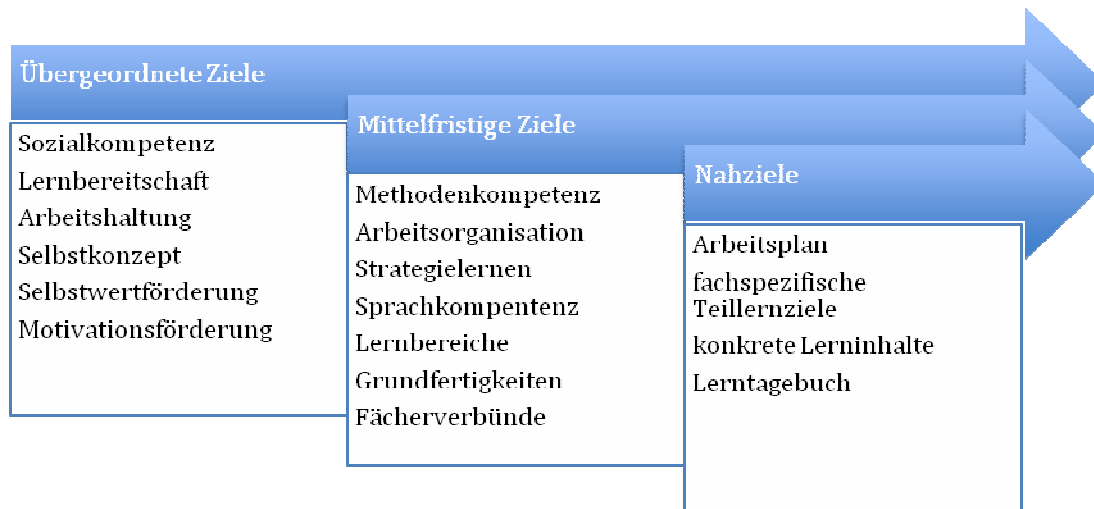 Übergeordnete Ziele
Sozialkompetenz
Lernbereitschaft
Arbeitshaltung
Selbstkonzept
Selbstwertförderung
Motivationsförderung
Mittelfristige Ziele
Methodenkompetenz
Arbeitsorganisation
Strategielernen
Sprachkompentenz
Lernbereiche
Grundfertigkeiten
Fächerverbünde
Nahziele
Arbeitsplan
fachspezifische
Teillernziele
konkrete Lerninhalte
Lerntagebuch